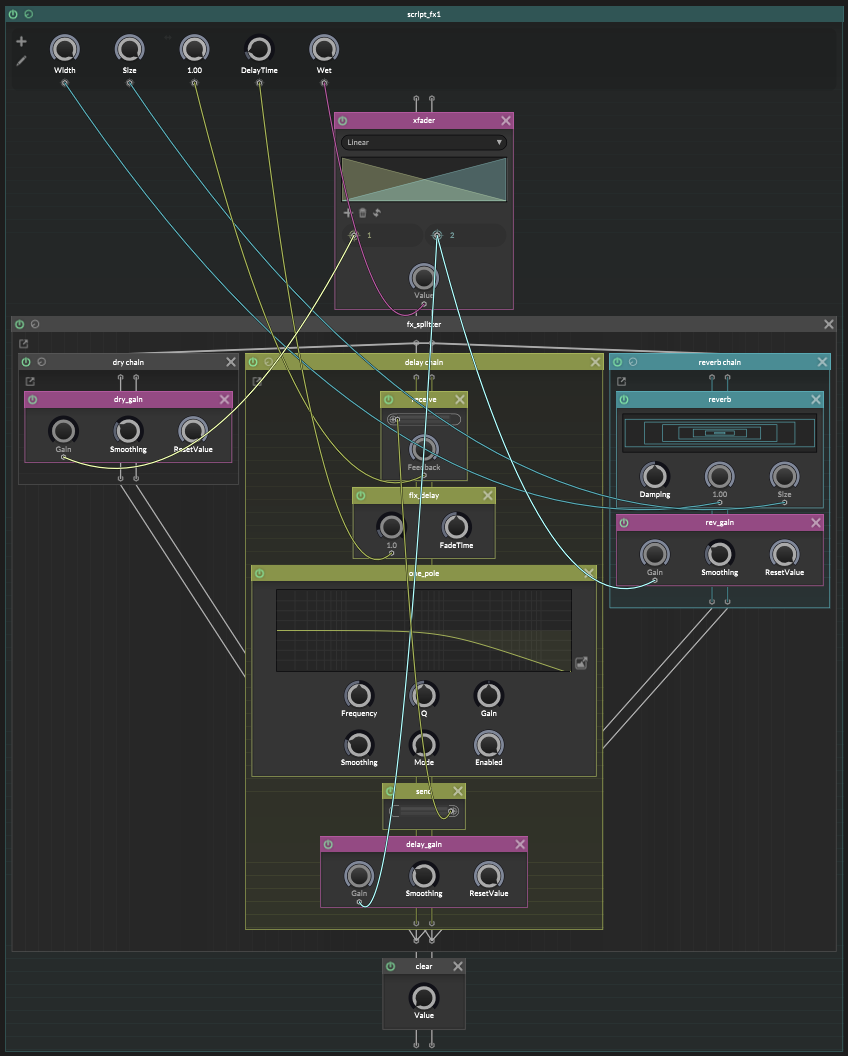 script_fx1
Width
Size
1.00
DelayTime
Wet
xfader
Linear
1
2
Value
fx_splitter
dry chain
delay chain
reverb chain
dry_gain
receive
reverb
Gain
Smoothing
ResetValue
Feedback
Damping
1.00
Size
flx_delay
rev_gain
1.0
FadeTime
Gain
Smoothing
ResetValue
one_pole
Frequency
Q
Gain
Smoothing
Mode
Enabled
send
delay_gain
Gain
Smoothing
ResetValue
clear
Value